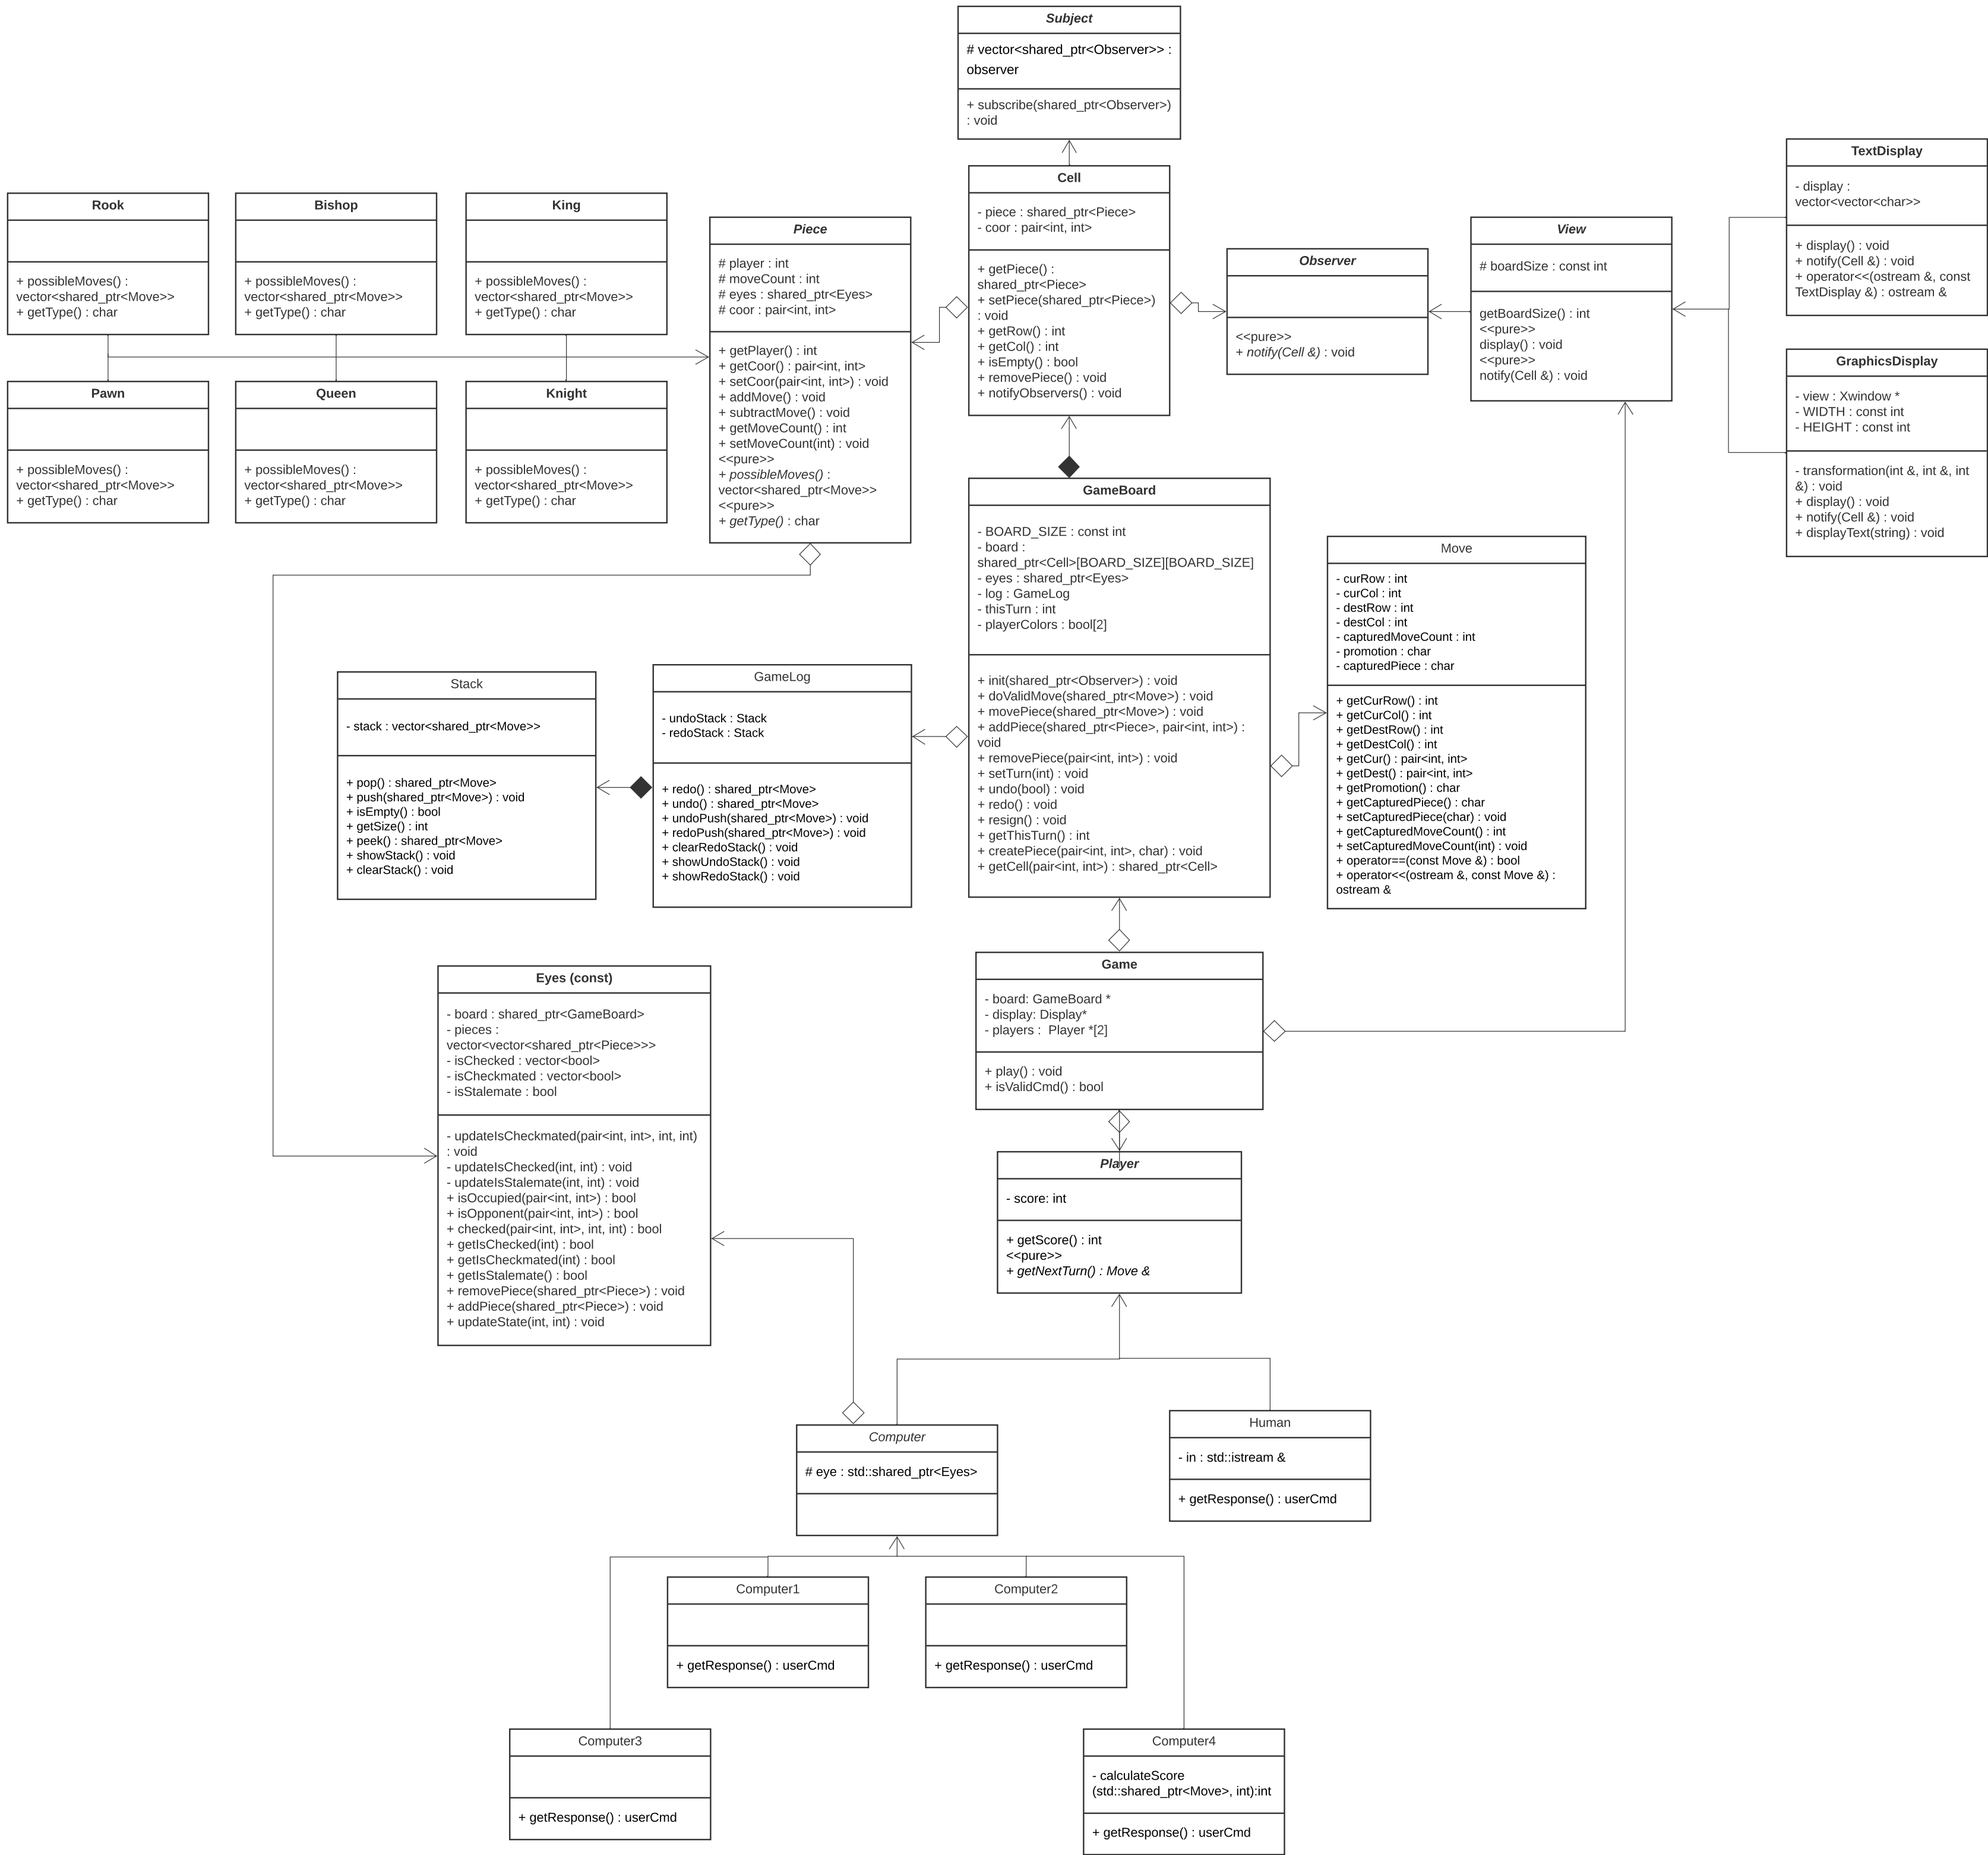 Subject
# vector<shared_ptr<Observer>> :
observer
+ subscribe(shared_ptr<Observer>)
: void
Rook
+ possibleMoves() :
vector<shared_ptr<Move>>
+ getType() : char
Bishop
+ possibleMoves() :
vector<shared_ptr<Move>>
+ getType() : char
King
+ possibleMoves() :
vector<shared_ptr<Move>>
+ getType() : char
Pawn
+ possibleMoves() :
vector<shared_ptr<Move>>
+ getType() : char
Queen
+ possibleMoves() :
vector<shared_ptr<Move>>
+ getType() : char
Knight
+ possibleMoves() :
vector<shared_ptr<Move>>
+ getType() : char
Piece
# player : int
# moveCount : int
# eyes : shared_ptr<Eyes>
# coor : pair<int, int>
+ getPlayer() : int
+ getCoor() : pair<int, int>
+ setCoor(pair<int, int>) : void
+ addMove() : void
+ subtractMove() : void
+ getMoveCount() : int
+ setMoveCount(int) : void
<<pure>>
+ possibleMoves() :
vector<shared_ptr<Move>>
<<pure>>
+ getType() : char
Cell
- piece : shared_ptr<Piece>
- coor : pair<int, int>
+ getPiece() :
shared_ptr<Piece>
+ setPiece(shared_ptr<Piece>)
: void
+ getRow() : int
+ getCol() : int
+ isEmpty() : bool
+ removePiece() : void
+ notifyObservers() : void
Observer
<<pure>>
+ notify(Cell &) : void
View
# boardSize : const int
getBoardSize() : int
<<pure>>
display() : void
<<pure>>
notify(Cell &) : void
TextDisplay
- display :
vector<vector<char>>
+ display() : void
+ notify(Cell &) : void
+ operator<<(ostream &, const
TextDisplay &) : ostream &
GraphicsDisplay
- view : Xwindow *
- WIDTH : const int
- HEIGHT : const int
- transformation(int &, int &, int
&) : void
+ display() : void
+ notify(Cell &) : void
+ displayText(string) : void
GameBoard
- BOARD_SIZE : const int
- board :
shared_ptr<Cell>[BOARD_SIZE][BOARD_SIZE]
- eyes : shared_ptr<Eyes>
- log : GameLog
- thisTurn : int
- playerColors : bool[2]
+ init(shared_ptr<Observer>) : void
+ doValidMove(shared_ptr<Move>) : void
+ movePiece(shared_ptr<Move>) : void
+ addPiece(shared_ptr<Piece>, pair<int, int>) :
void
+ removePiece(pair<int, int>) : void
+ setTurn(int) : void
+ undo(bool) : void
+ redo() : void
+ resign() : void
+ getThisTurn() : int
+ createPiece(pair<int, int>, char) : void
+ getCell(pair<int, int>) : shared_ptr<Cell>
Move
- curRow : int
- curCol : int
- destRow : int
- destCol : int
- capturedMoveCount : int
- promotion : char
- capturedPiece : char
+ getCurRow() : int
+ getCurCol() : int
+ getDestRow() : int
+ getDestCol() : int
+ getCur() : pair<int, int>
+ getDest() : pair<int, int>
+ getPromotion() : char
+ getCapturedPiece() : char
+ setCapturedPiece(char) : void
+ getCapturedMoveCount() : int
+ setCapturedMoveCount(int) : void
+ operator==(const Move &) : bool
+ operator<<(ostream &, const Move &) :
ostream &
Stack
- stack : vector<shared_ptr<Move>>
+ pop() : shared_ptr<Move>
+ push(shared_ptr<Move>) : void
+ isEmpty() : bool
+ getSize() : int
+ peek() : shared_ptr<Move>
+ showStack() : void
+ clearStack() : void
GameLog
- undoStack : Stack
- redoStack : Stack
+ redo() : shared_ptr<Move>
+ undo() : shared_ptr<Move>
+ undoPush(shared_ptr<Move>) : void
+ redoPush(shared_ptr<Move>) : void
+ clearRedoStack() : void
+ showUndoStack() : void
+ showRedoStack() : void
Eyes (const)
- board : shared_ptr<GameBoard>
- pieces :
vector<vector<shared_ptr<Piece>>>
- isChecked : vector<bool>
- isCheckmated : vector<bool>
- isStalemate : bool
- updateIsCheckmated(pair<int, int>, int, int)
: void
- updateIsChecked(int, int) : void
- updateIsStalemate(int, int) : void
+ isOccupied(pair<int, int>) : bool
+ isOpponent(pair<int, int>) : bool
+ checked(pair<int, int>, int, int) : bool
+ getIsChecked(int) : bool
+ getIsCheckmated(int) : bool
+ getIsStalemate() : bool
+ removePiece(shared_ptr<Piece>) : void
+ addPiece(shared_ptr<Piece>) : void
+ updateState(int, int) : void
Game
- board: GameBoard *
- display: Display*
- players :  Player *[2]
+ play() : void
+ isValidCmd() : bool
Player
- score: int
+ getScore() : int
<<pure>>
+ getNextTurn() : Move &
Computer
# eye : std::shared_ptr<Eyes>
Human
- in : std::istream &
+ getResponse() : userCmd
Computer1
+ getResponse() : userCmd
Computer2
+ getResponse() : userCmd
Computer3
+ getResponse() : userCmd
Computer4
- calculateScore
(std::shared_ptr<Move>, int):int
+ getResponse() : userCmd